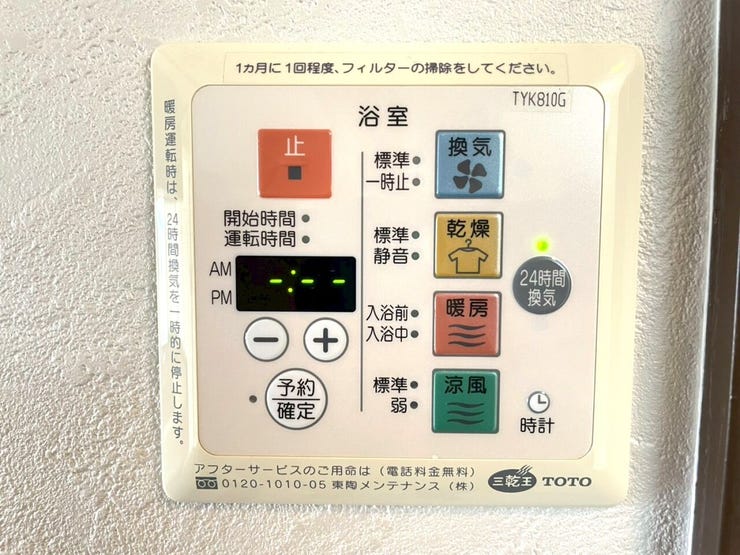 1カ月に1回程度、フィルターの掃除をしてください。
TYK810G
暖房運転時は、24時間換気を一時的に停止します。
浴室
止
標準
一時止
換気
開始時間
運転時間
標準
静音
乾燥
AM
PM
-:--
24時間
換気
入浴前
入浴中
暖房
予約
確定
標準
弱
涼風
時計
アフターサービスのご用命は（電話料金無料）
0120-1010-05 東陶メンテナンス（株）
三乾王 TOTO